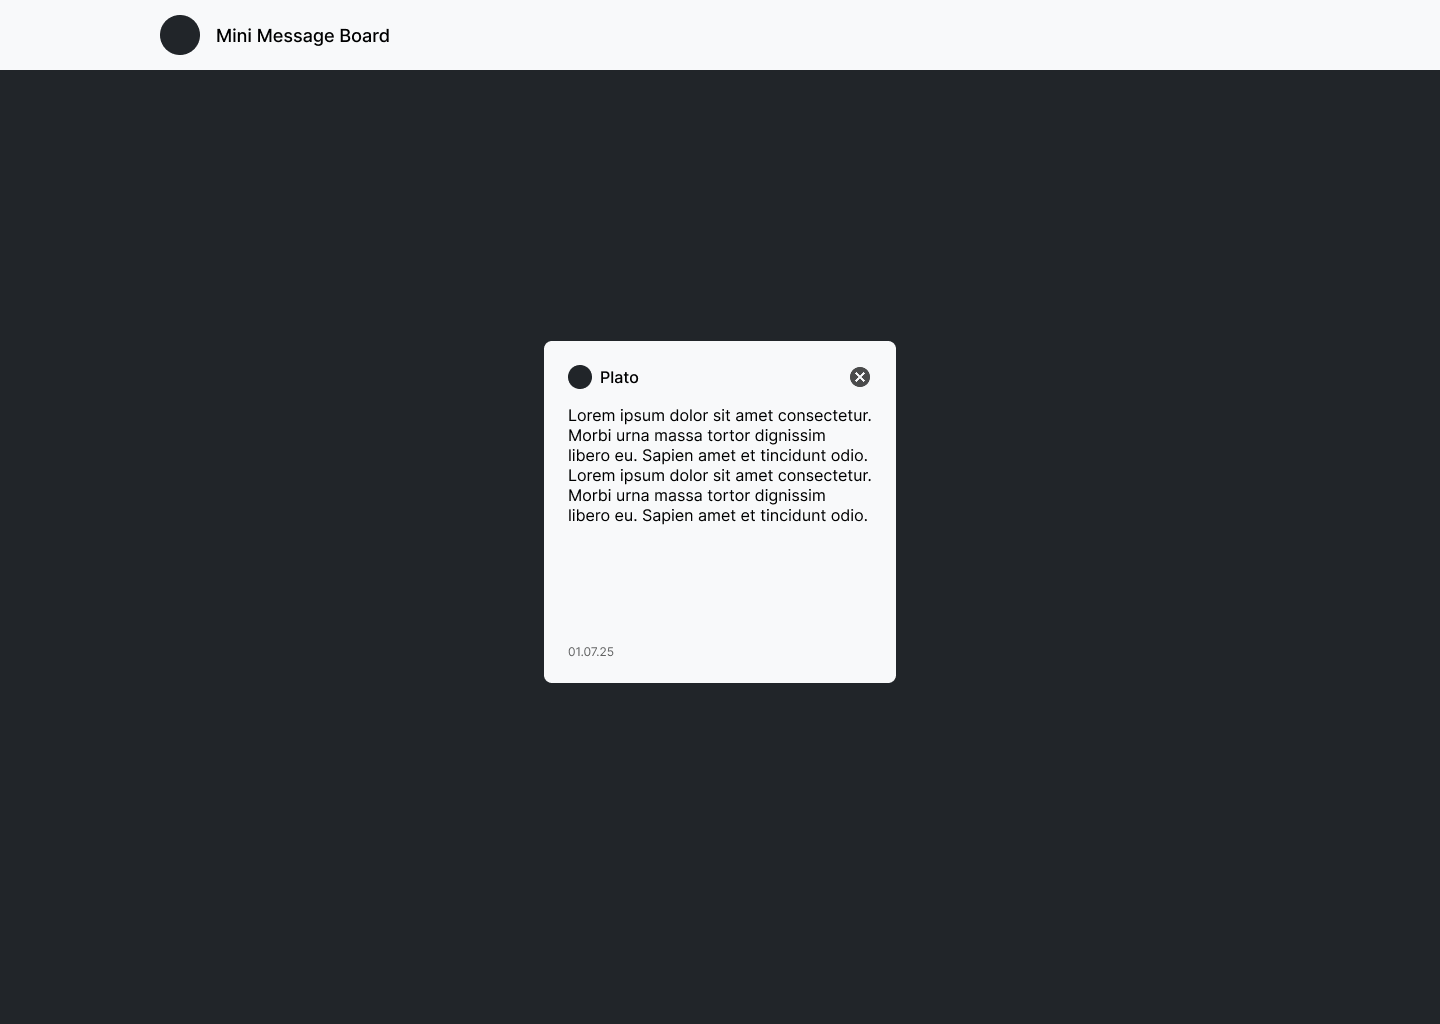 Mini Message Board
Plato
Lorem ipsum dolor sit amet consectetur.
Morbi urna massa tortor dignissim
libero eu. Sapien amet et tincidunt odio.
Lorem ipsum dolor sit amet consectetur.
Morbi urna massa tortor dignissim
libero eu. Sapien amet et tincidunt odio.
01.07.25